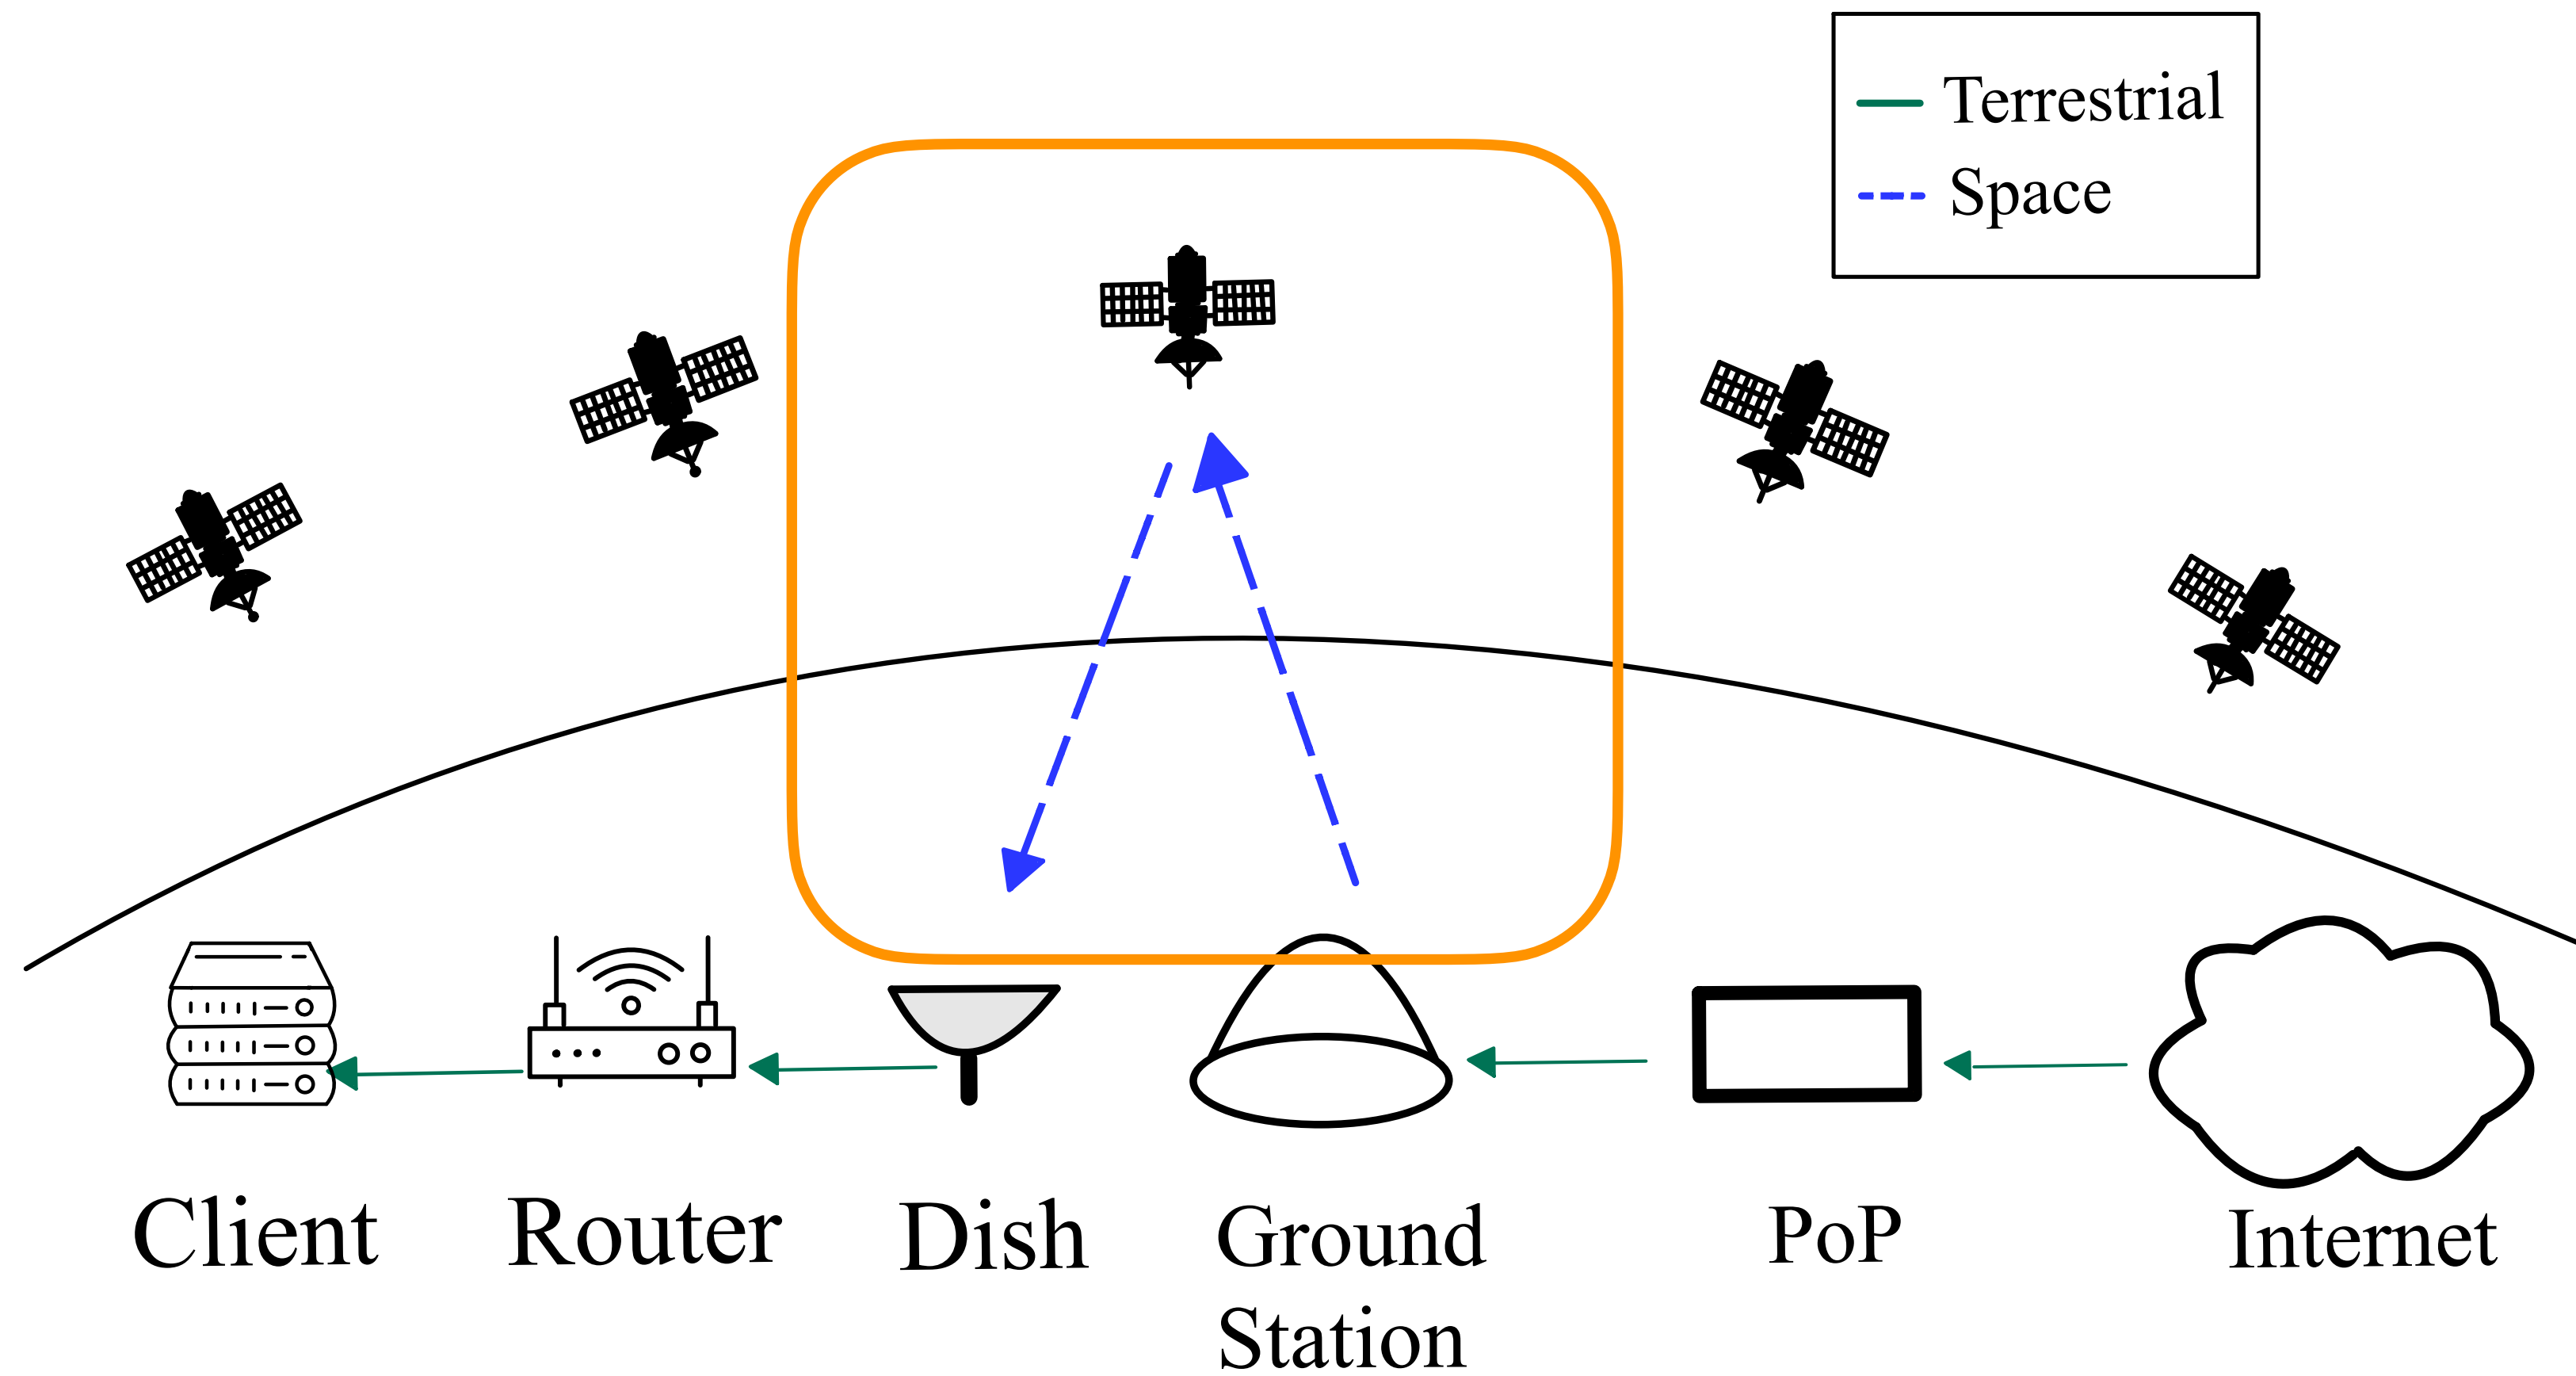 Terrestrial
Space
Client
Router
Dish
Ground
Station
PoP
Internet